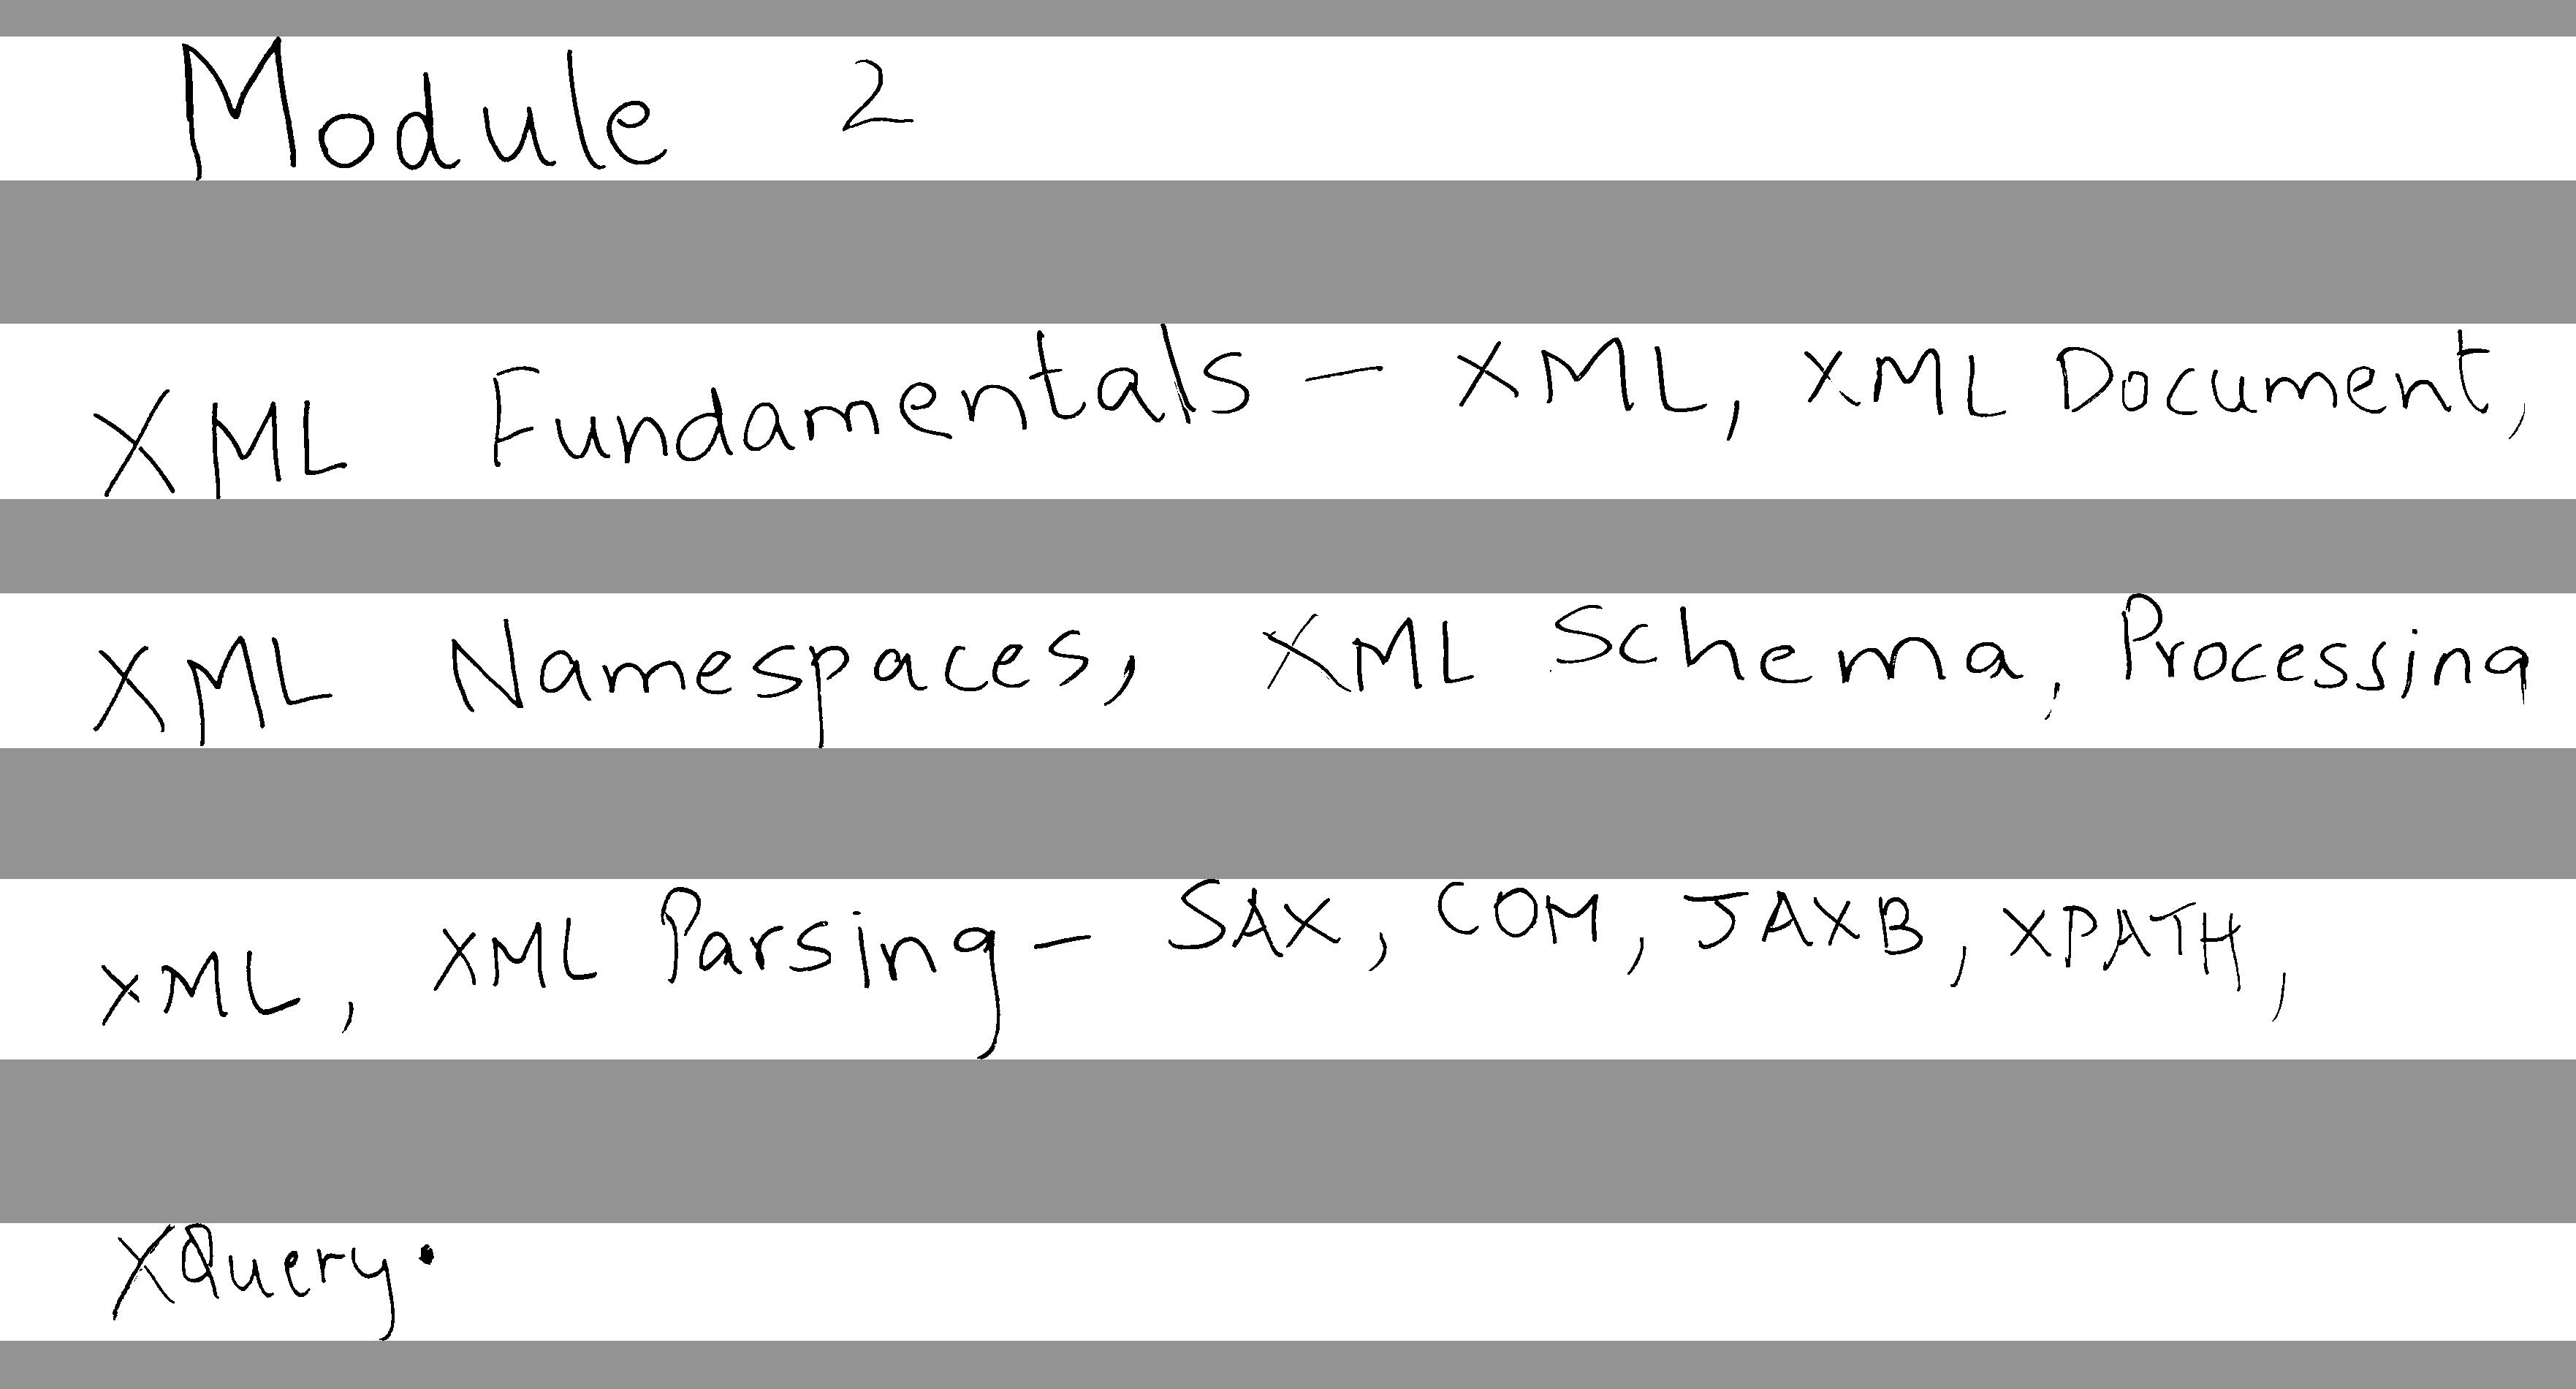 Module 2
XML Fundamentals - XML, XML Document,
XML Namespaces, XML Schema, Processing
XML, XML Parsing - SAX, COM, JAXB, XPATH,
XQuery.